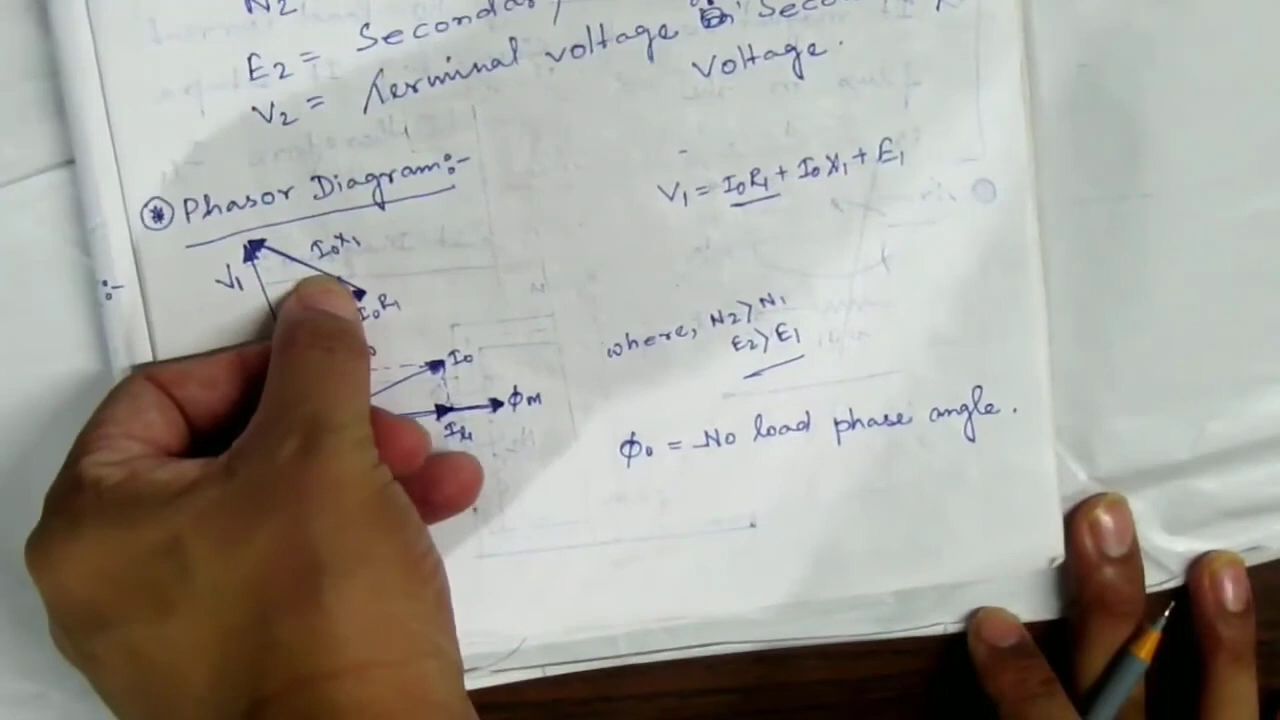 N2
E2 = Secondary
V2 = Terminal voltage
Voltage.
* Phasor Diagram:-
V1 = I0R1 + I0X1 + E1
I0X1
V1
I0R1
where, N2 > N1
E2 > E1
I0
ΦM
Φ0 = No load phase angle.
:-